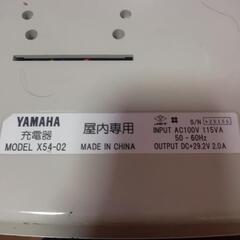 YAMAHA
充電器
MODEL X54-02
屋内専用
MADE IN CHINA
S/N
INPUT AC100V 115VA
50-60Hz
OUTPUT DC+29.2V 2.0A